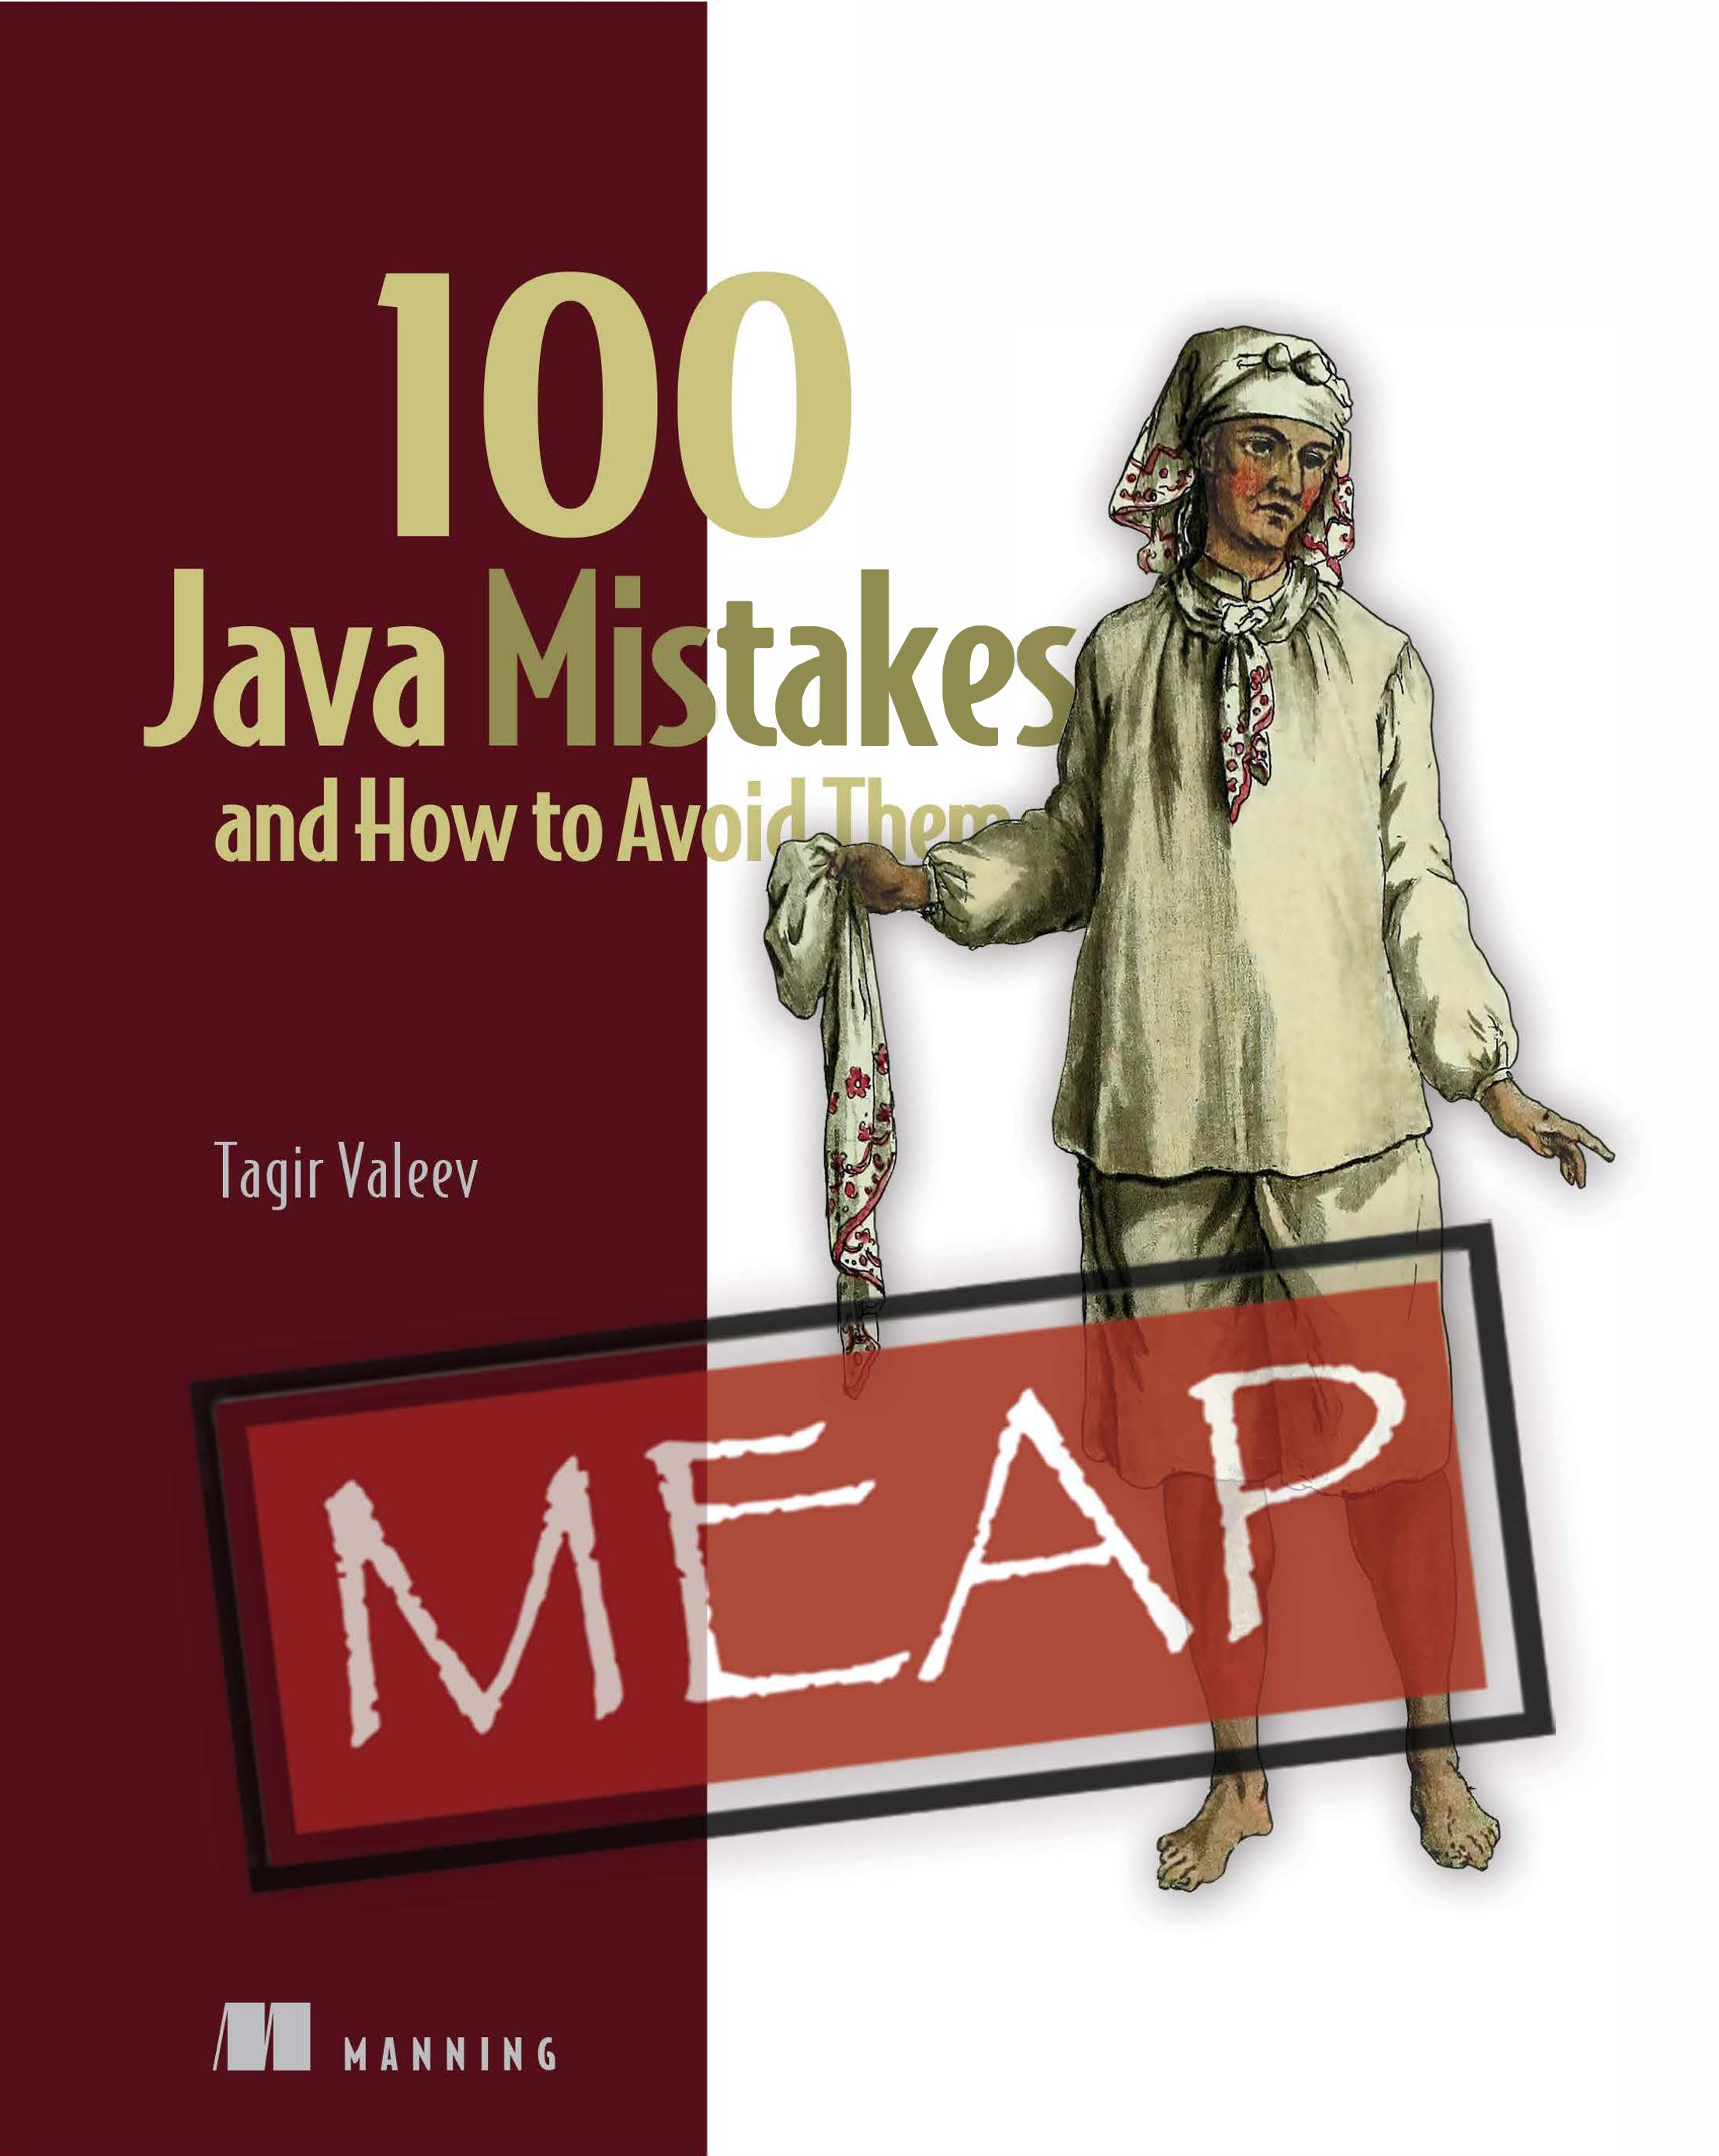 100
Java Mistakes
and How to Avoid Them
Tagir Valeev
MEAP
MANNING